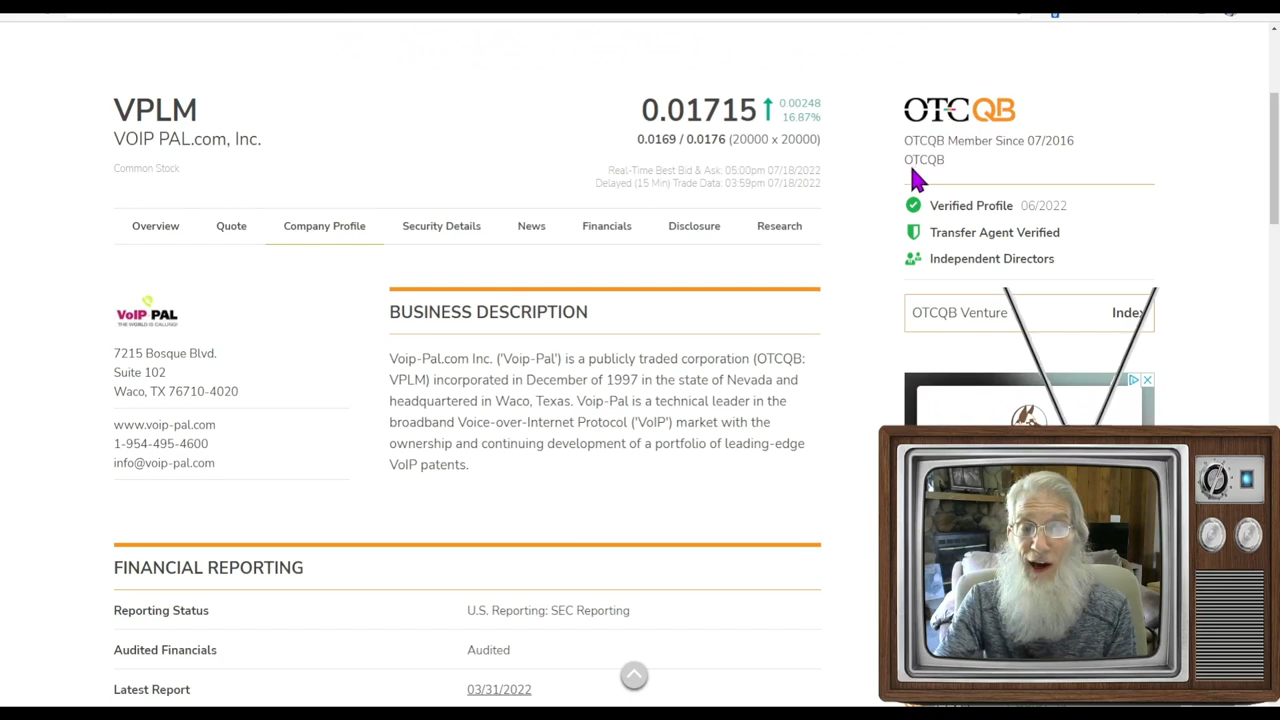 VPLM
VOIP PAL.com, Inc.
Common Stock
0.01715
0.00248
16.87%
0.0169 / 0.0176 (20000 x 20000)
Real-Time Best Bid & Ask: 05:00pm 07/18/2022
Delayed (15 Min) Trade Data: 03:59pm 07/18/2022
OTCQB
OTCQB Member Since 07/2016
OTCQB
Verified Profile 06/2022
Transfer Agent Verified
Independent Directors
OTCQB Venture Index
Overview Quote Company Profile Security Details News Financials Disclosure Research
VoIP PAL
THE WORLD IS CALLING!
7215 Bosque Blvd.
Suite 102
Waco, TX 76710-4020
www.voip-pal.com
1-954-495-4600
info@voip-pal.com
BUSINESS DESCRIPTION
Voip-Pal.com Inc. ('Voip-Pal') is a publicly traded corporation (OTCQB:
VPLM) incorporated in December of 1997 in the state of Nevada and
headquartered in Waco, Texas. Voip-Pal is a technical leader in the
broadband Voice-over-Internet Protocol ('VoIP') market with the
ownership and continuing development of a portfolio of leading-edge
VoIP patents.
FINANCIAL REPORTING
Reporting Status U.S. Reporting: SEC Reporting
Audited Financials Audited
Latest Report 03/31/2022